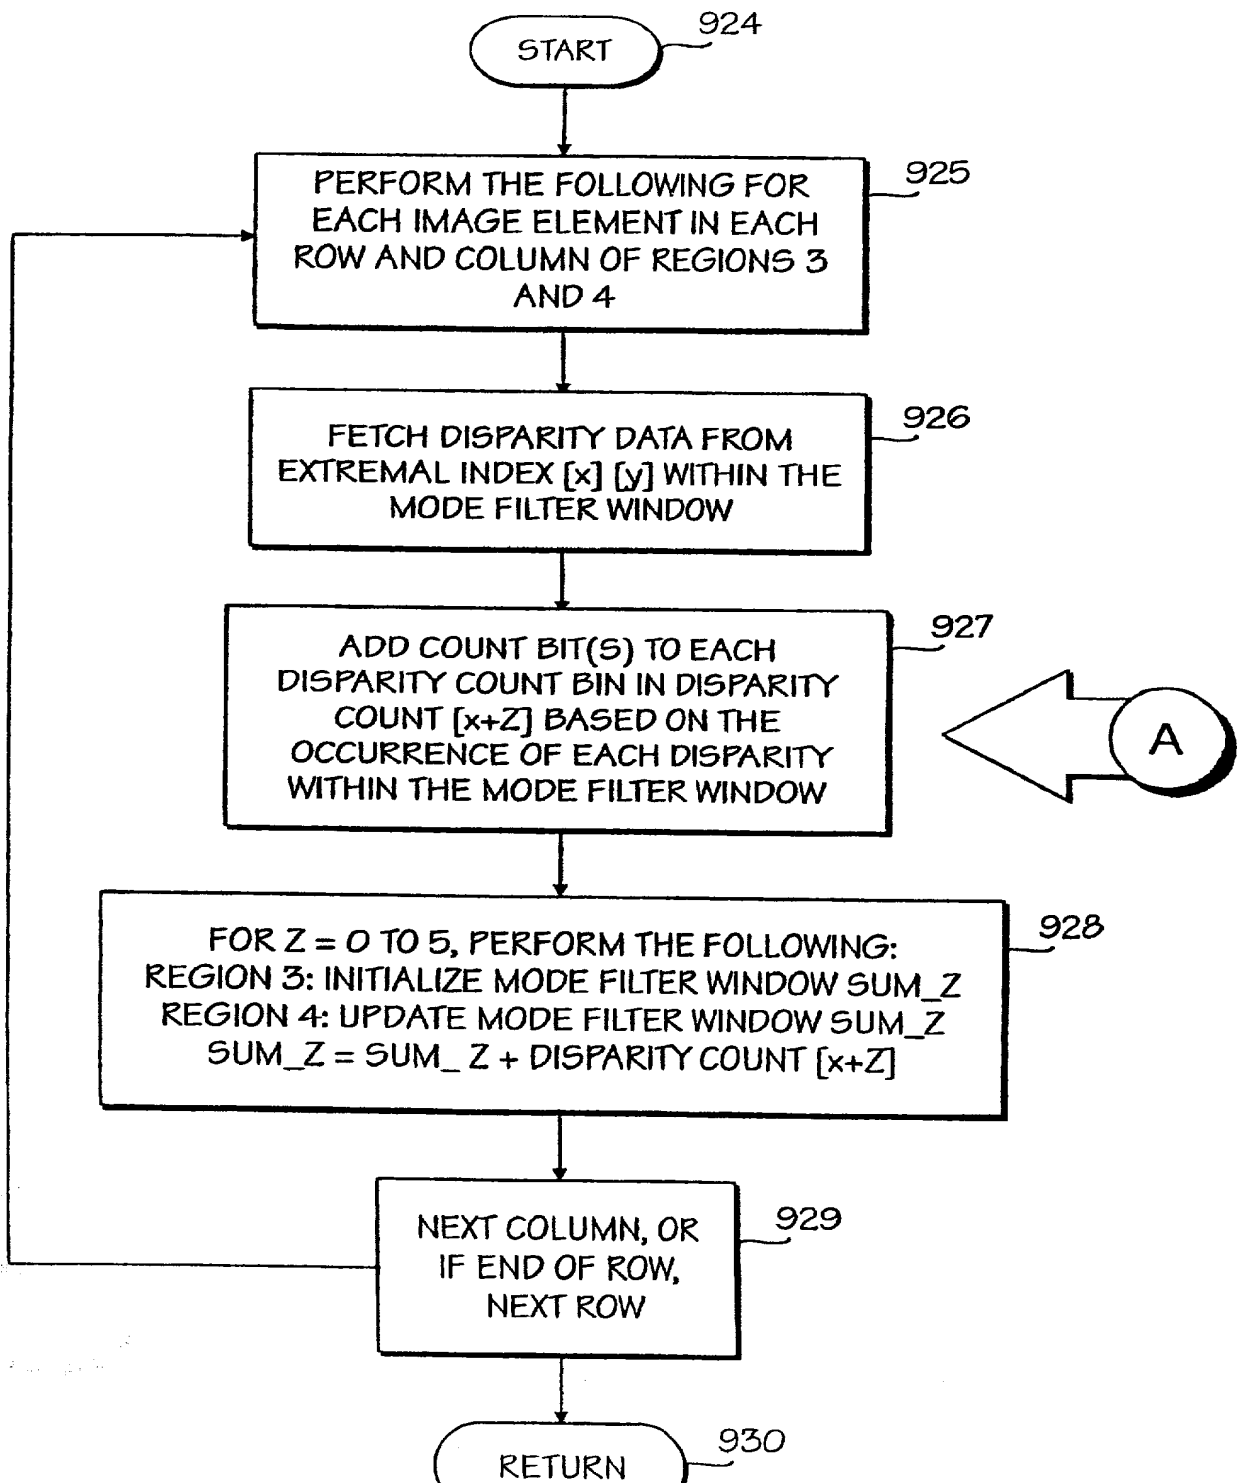 START
924
PERFORM THE FOLLOWING FOR
EACH IMAGE ELEMENT IN EACH
ROW AND COLUMN OF REGIONS 3
AND 4
925
FETCH DISPARITY DATA FROM
EXTREMAL INDEX [x] [y] WITHIN THE
MODE FILTER WINDOW
926
ADD COUNT BIT(S) TO EACH
DISPARITY COUNT BIN IN DISPARITY
COUNT [x+Z] BASED ON THE
OCCURRENCE OF EACH DISPARITY
WITHIN THE MODE FILTER WINDOW
927
A
FOR Z = 0 TO 5, PERFORM THE FOLLOWING:
REGION 3: INITIALIZE MODE FILTER WINDOW SUM_Z
REGION 4: UPDATE MODE FILTER WINDOW SUM_Z
SUM_Z = SUM_ Z + DISPARITY COUNT [x+Z]
928
NEXT COLUMN, OR
IF END OF ROW,
NEXT ROW
929
RETURN
930